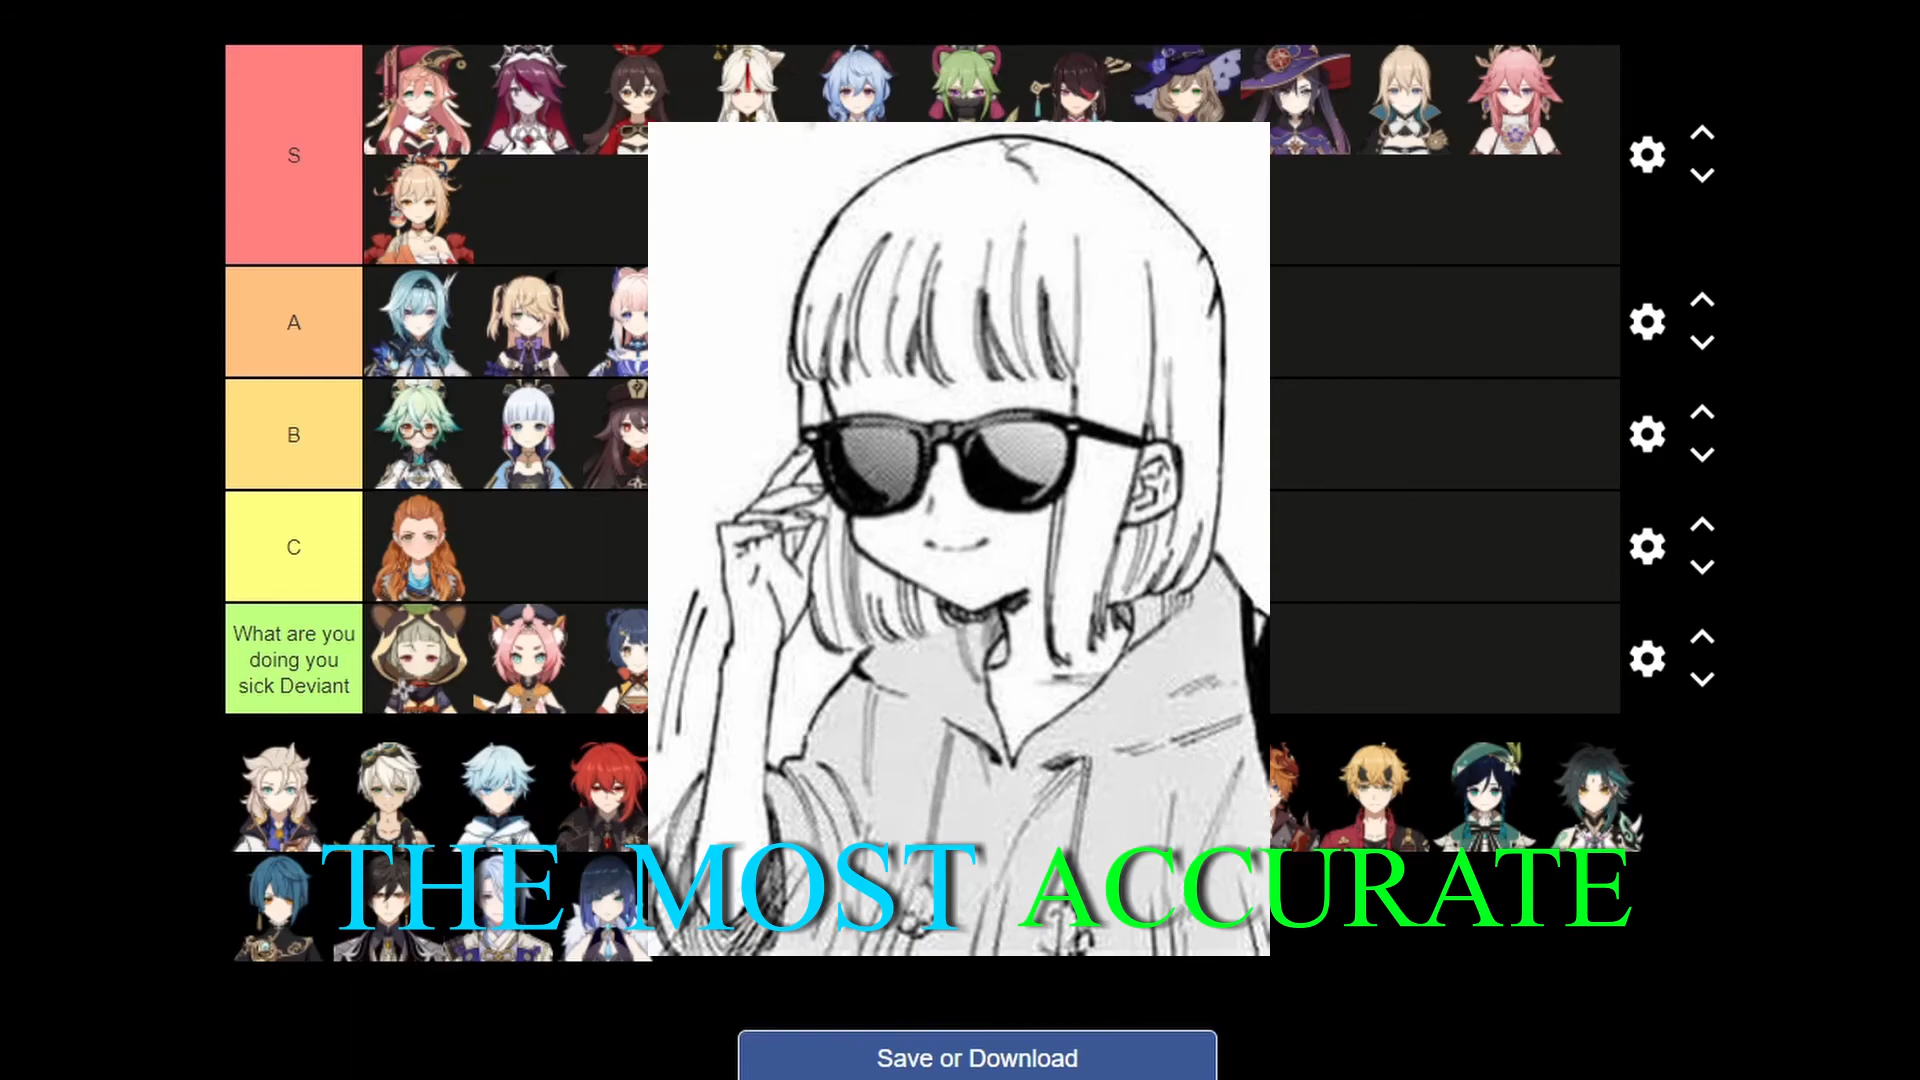 S
A
B
C
What are you
doing you
sick Deviant
THE MOST ACCURATE
Save or Download